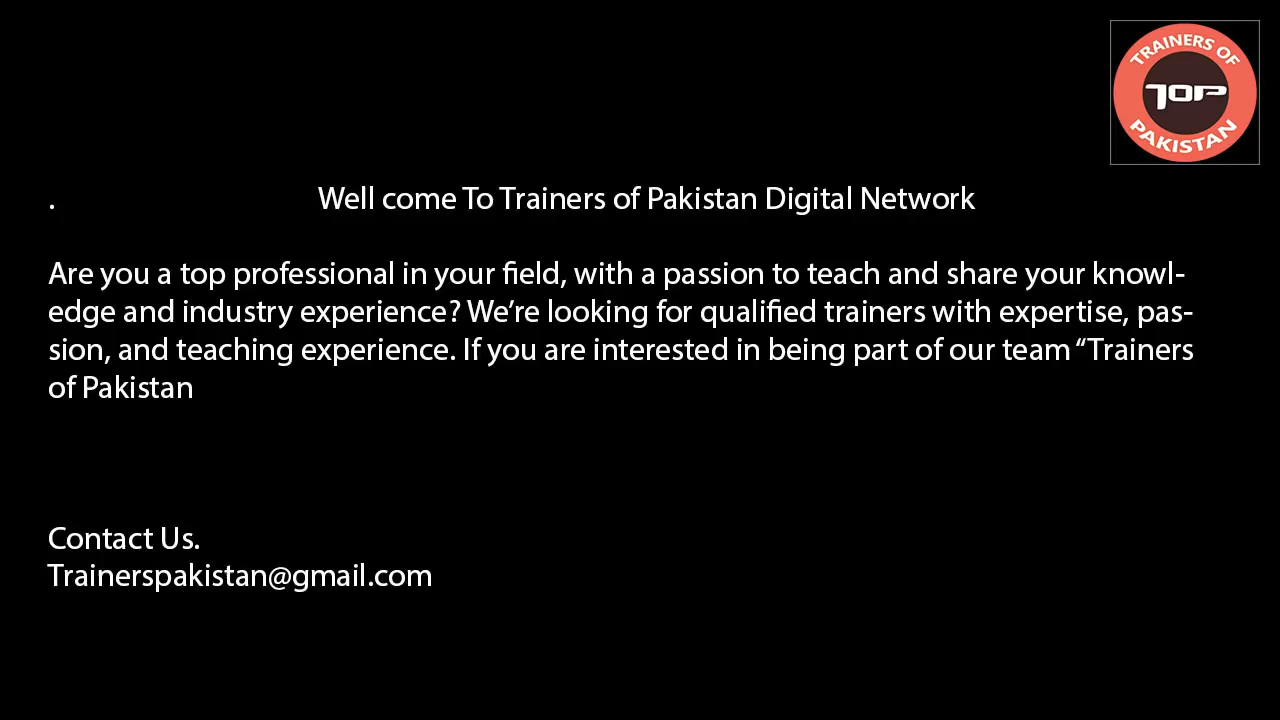 TRAINERS OF
TOP
PAKISTAN
. Well come To Trainers of Pakistan Digital Network
Are you a top professional in your field, with a passion to teach and share your knowl-
edge and industry experience? We’re looking for qualified trainers with expertise, pas-
sion, and teaching experience. If you are interested in being part of our team “Trainers
of Pakistan
Contact Us.
Trainerspakistan@gmail.com